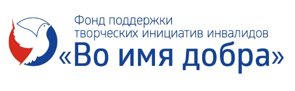 Фонд поддержки
творческих инициатив инвалидов
«Во имя добра»